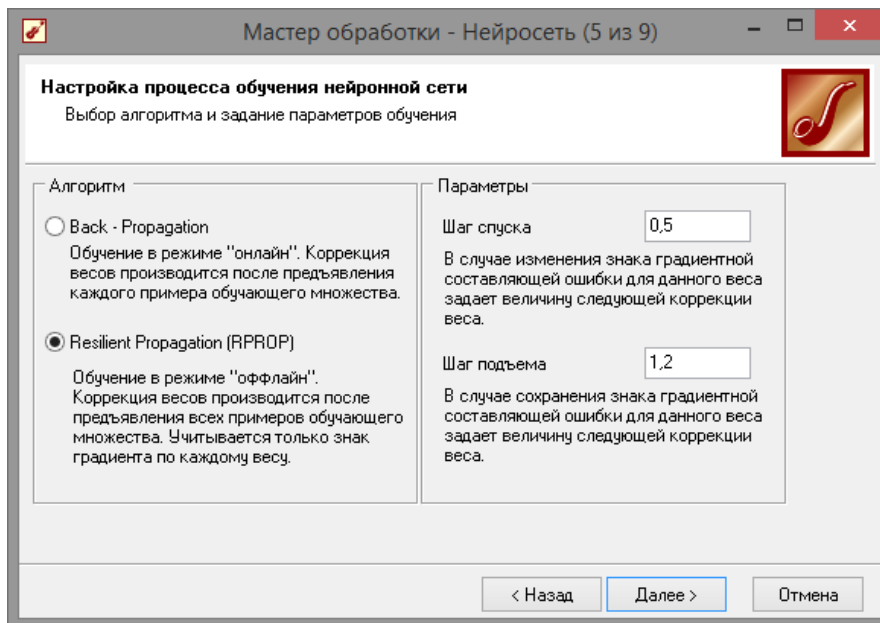 Мастер обработки - Нейросеть (5 из 9)
Настройка процесса обучения нейронной сети
Выбор алгоритма и задание параметров обучения
Алгоритм
Back - Propagation
Обучение в режиме "онлайн". Коррекция
весов производится после предъявления
каждого примера обучающего множества.
Resilient Propagation (RPROP)
Обучение в режиме "оффлайн".
Коррекция весов производится после
предъявления всех примеров обучающего
множества. Учитывается только знак
градиента по каждому весу.
Параметры
Шаг спуска 0,5
В случае изменения знака градиентной
составляющей ошибки для данного веса
задает величину следующей коррекции
веса.
Шаг подъема 1,2
В случае сохранения знака градиентной
составляющей ошибки для данного веса
задает величину следующей коррекции
веса.
< Назад Далее > Отмена